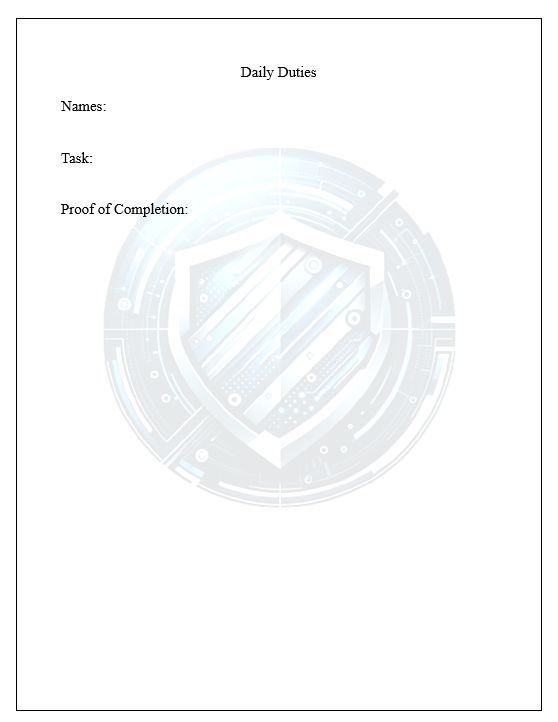 Daily Duties
Names:
Task:
Proof of Completion: